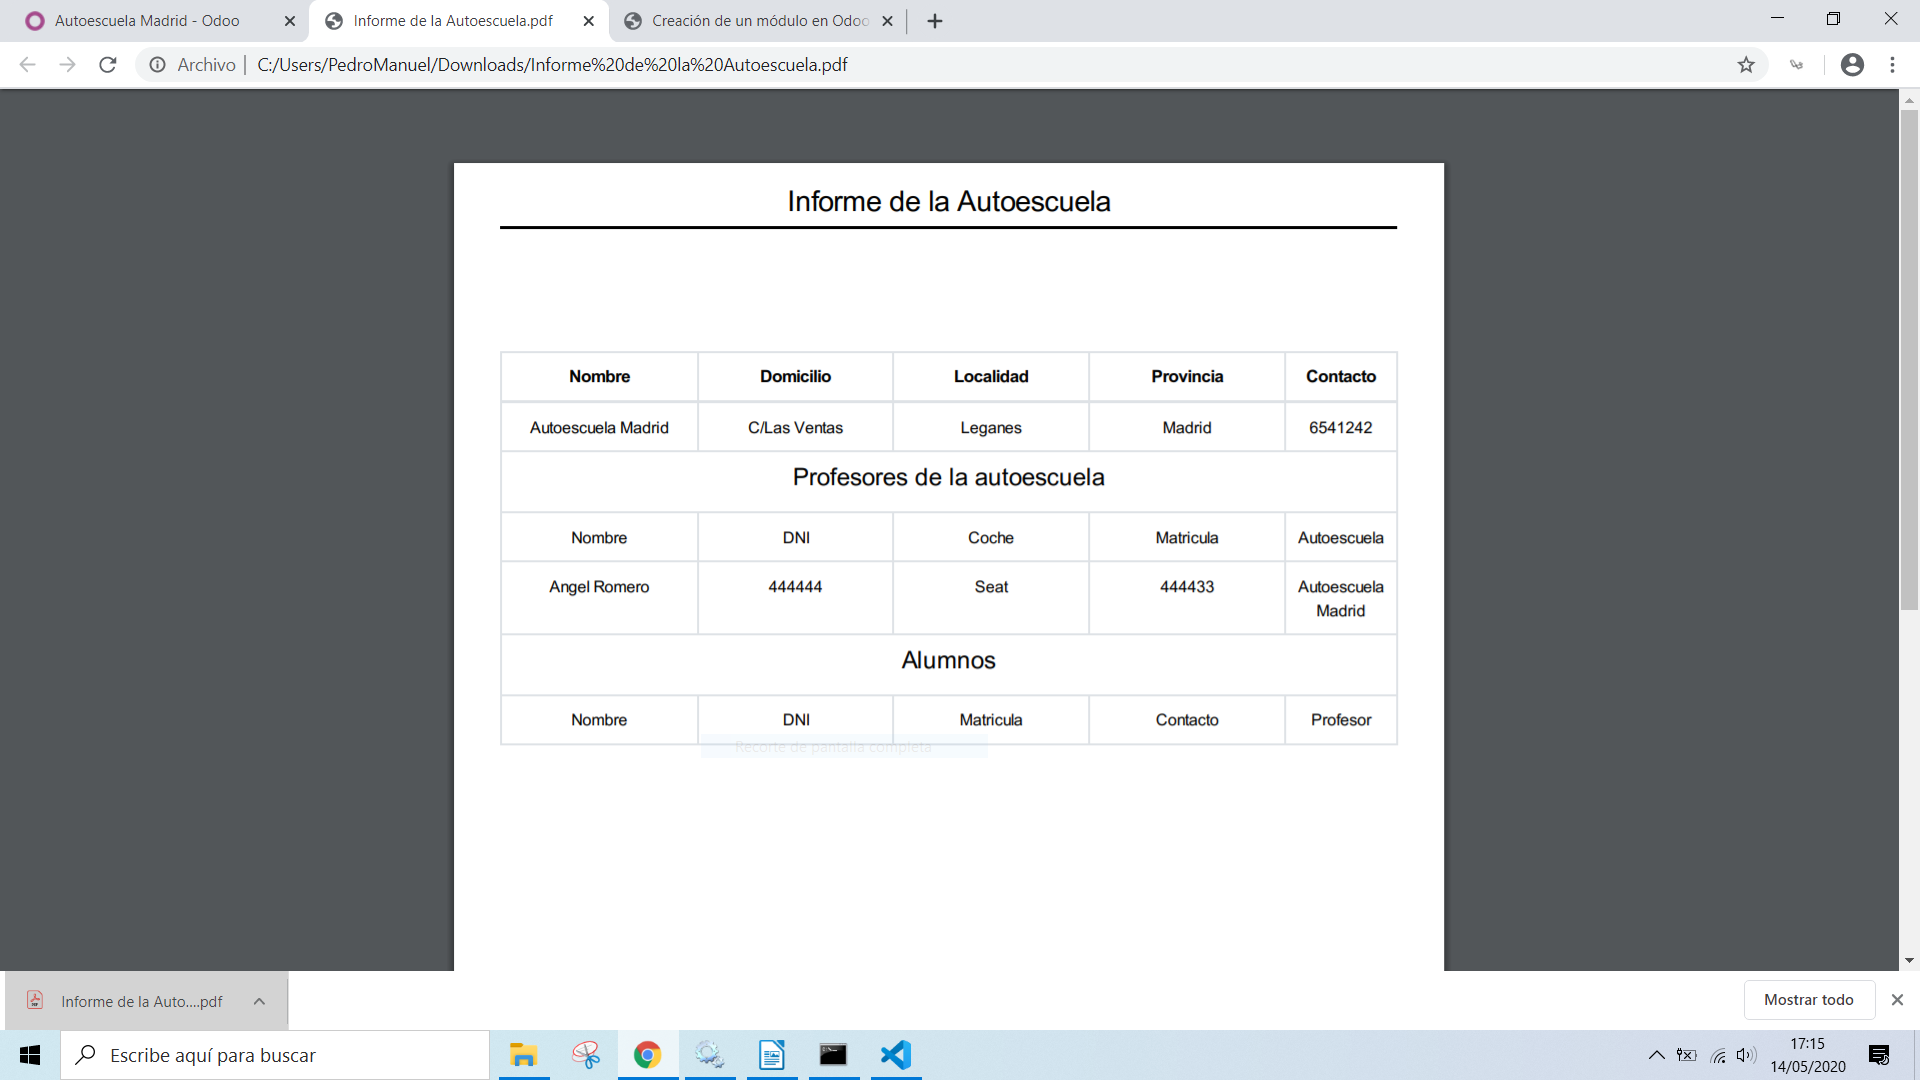 Autoescuela Madrid - Odoo
Informe de la Autoescuela.pdf
Creación de un módulo en Odoo
Archivo | C:/Users/PedroManuel/Downloads/Informe%20de%20la%20Autoescuela.pdf
Informe de la Autoescuela
Nombre Domicilio Localidad Provincia Contacto
Autoescuela Madrid C/Las Ventas Leganes Madrid 6541242
Profesores de la autoescuela
Nombre DNI Coche Matricula Autoescuela
Angel Romero 444444 Seat 444433 Autoescuela
Madrid
Alumnos
Nombre DNI Matricula Contacto Profesor
Recorte de pantalla completa
Informe de la Auto....pdf
Mostrar todo
Escribe aquí para buscar
17:15
14/05/2020